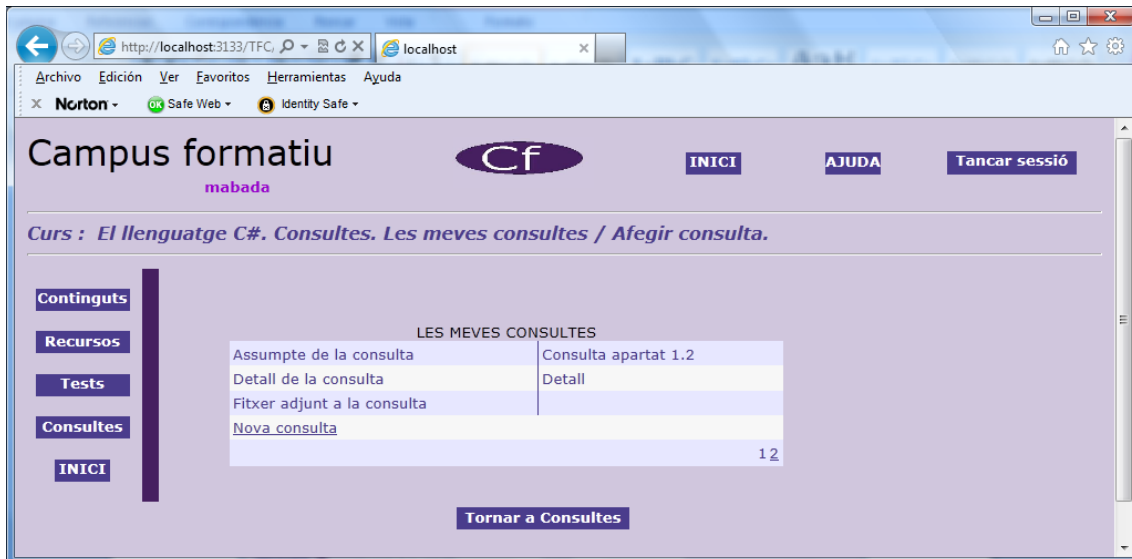 http://localhost:3133/TFC,
localhost
Archivo Edición Ver Favoritos Herramientas Ayuda
x Norton - OK Safe Web Identity Safe
Campus formatiu
Cf
INICI
AJUDA
Tancar sessió
mabada
Curs : El llenguatge C#. Consultes. Les meves consultes / Afegir consulta.
Continguts
Recursos
Tests
Consultes
INICI
LES MEVES CONSULTES
Assumpte de la consulta Consulta apartat 1.2
Detall de la consulta Detall
Fitxer adjunt a la consulta
Nova consulta
1 2
Tornar a Consultes